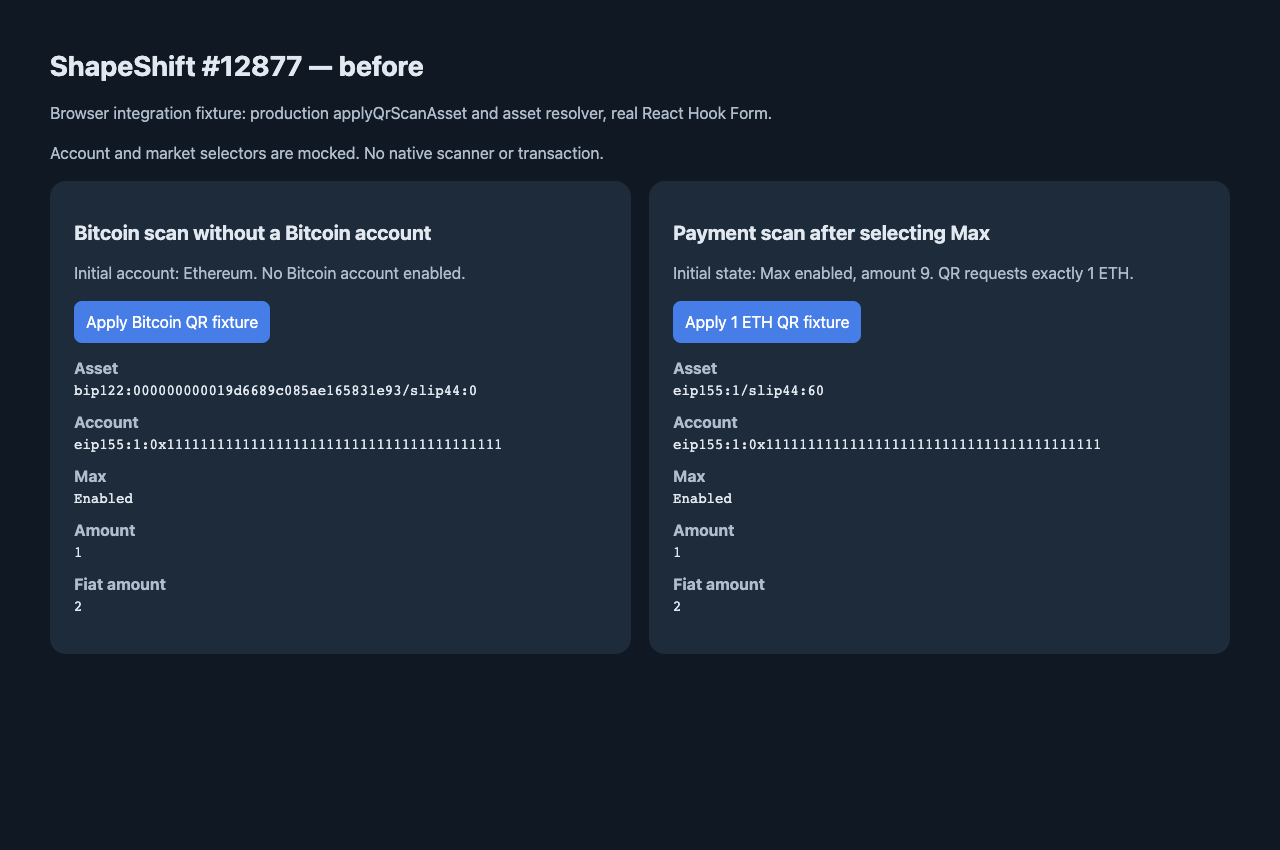 ShapeShift #12877 — before
Browser integration fixture: production applyQrScanAsset and asset resolver, real React Hook Form.
Account and market selectors are mocked. No native scanner or transaction.
Bitcoin scan without a Bitcoin account
Initial account: Ethereum. No Bitcoin account enabled.
Apply Bitcoin QR fixture
Asset
bip122:000000000019d6689c085ae165831e93/slip44:0
Account
eip155:1:0x1111111111111111111111111111111111111111
Max
Enabled
Amount
1
Fiat amount
2
Payment scan after selecting Max
Initial state: Max enabled, amount 9. QR requests exactly 1 ETH.
Apply 1 ETH QR fixture
Asset
eip155:1/slip44:60
Account
eip155:1:0x1111111111111111111111111111111111111111
Max
Enabled
Amount
1
Fiat amount
2